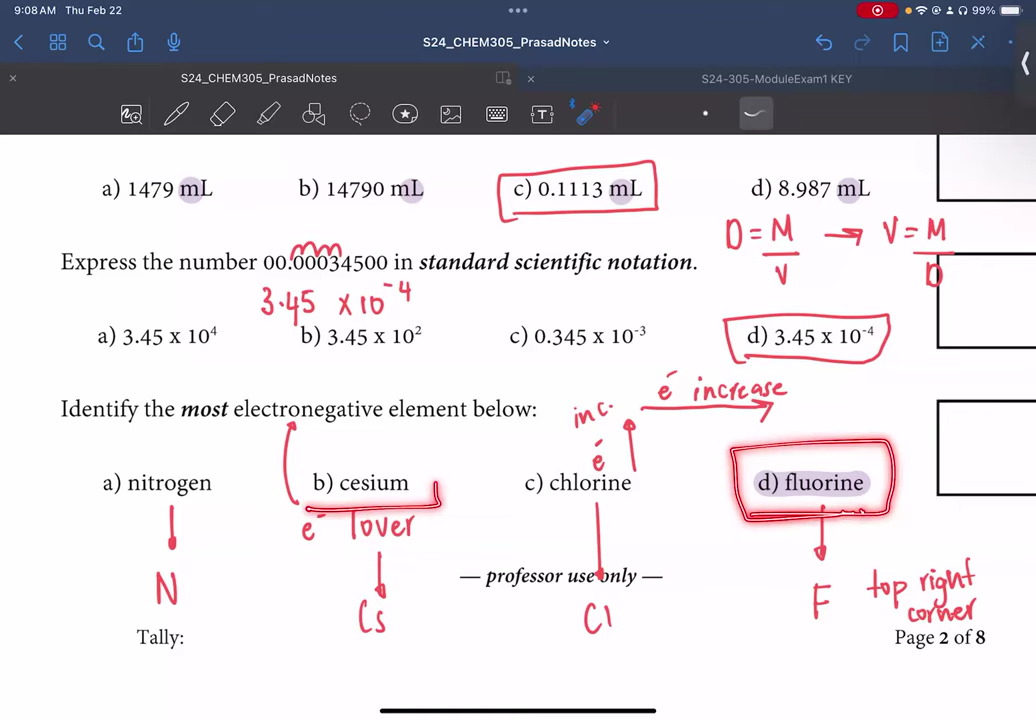 9:08 AM Thu Feb 22
99%
S24_CHEM305_PrasadNotes
S24_CHEM305_PrasadNotes
S24-305-ModuleExam1 KEY
a) 1479 mL b) 14790 mL c) 0.1113 mL d) 8.987 mL
D = M/V → V = M/D
Express the number 00.00034500 in standard scientific notation.
3.45 x10⁻⁴
a) 3.45 x 10⁴ b) 3.45 x 10² c) 0.345 x 10⁻³ d) 3.45 x 10⁻⁴
e⁻ increase
Identify the most electronegative element below:
inc.
e⁻
a) nitrogen b) cesium c) chlorine d) fluorine
e⁻ lover
— professor use only —
N Cs Cl F top right
corner
Tally: Page 2 of 8